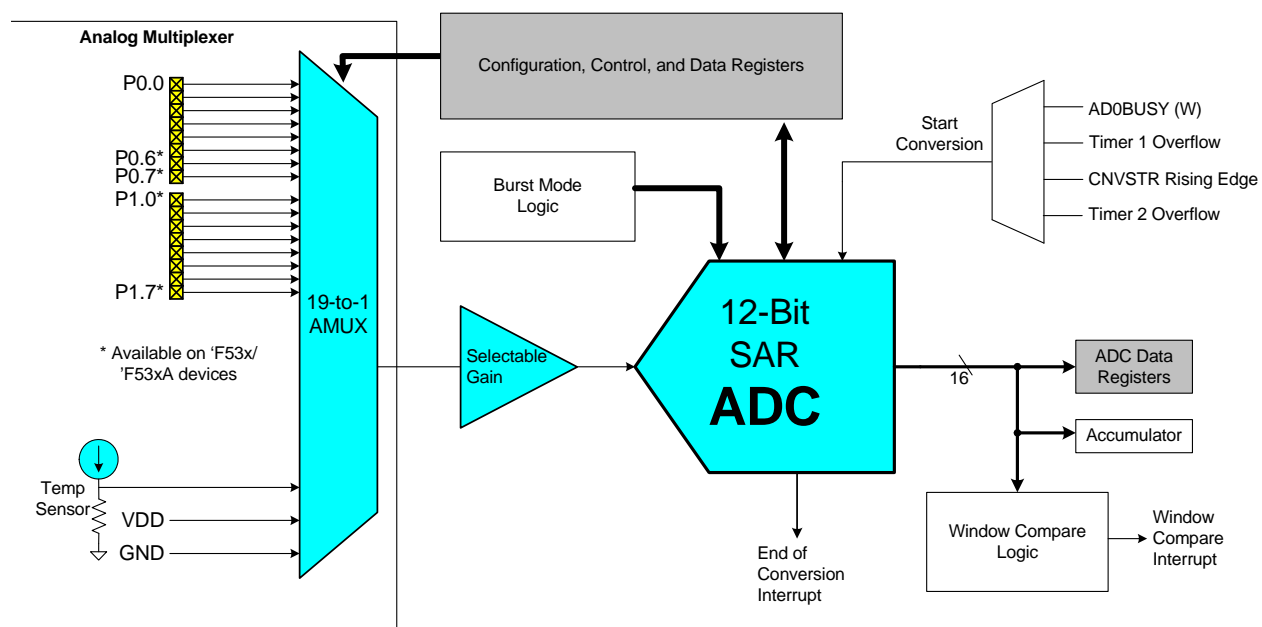 Analog Multiplexer
P0.0
P0.6*
P0.7*
P1.0*
P1.7*
19-to-1
AMUX
* Available on ‘F53x/
’F53xA devices
Temp
Sensor
VDD
GND
Configuration, Control, and Data Registers
Burst Mode
Logic
Selectable
Gain
Start
Conversion
AD0BUSY (W)
Timer 1 Overflow
CNVSTR Rising Edge
Timer 2 Overflow
12-Bit
SAR
ADC
16
ADC Data
Registers
Accumulator
Window Compare
Logic
Window
Compare
Interrupt
End of
Conversion
Interrupt